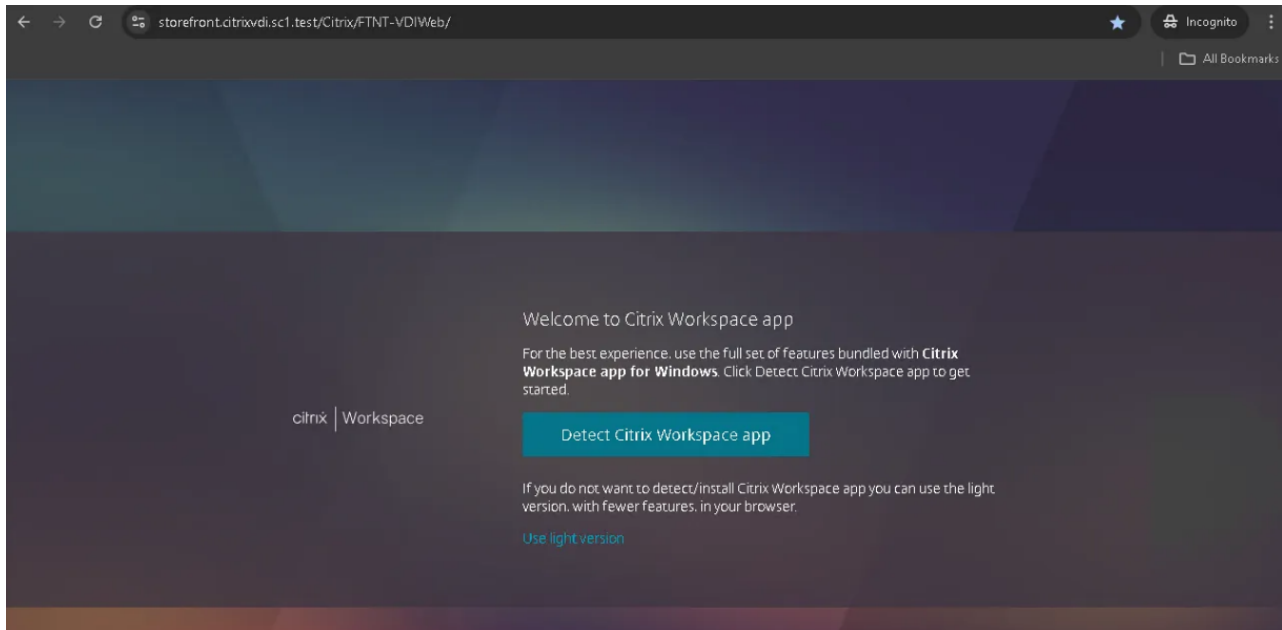 storefront.citrixvdi.sc1.test/Citrix/FTNT-VDIWeb/
Incognito
All Bookmarks
Welcome to Citrix Workspace app
For the best experience, use the full set of features bundled with Citrix
Workspace app for Windows. Click Detect Citrix Workspace app to get
started.
citrix | Workspace
Detect Citrix Workspace app
If you do not want to detect/install Citrix Workspace app you can use the light
version, with fewer features, in your browser.
Use light version